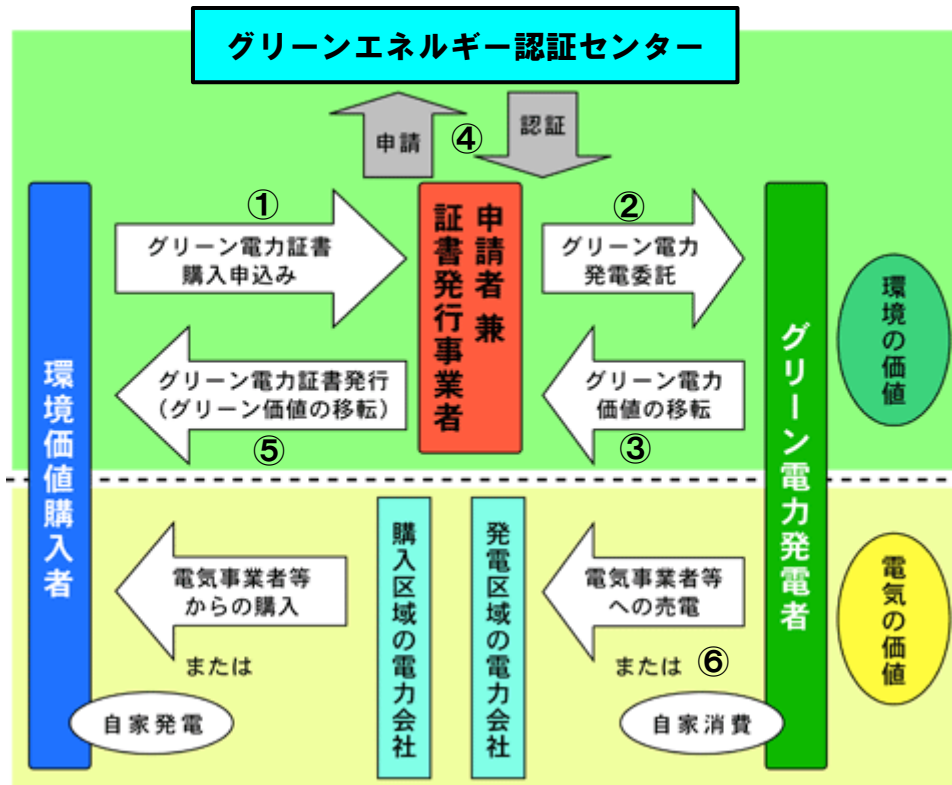 グリーンエネルギー認証センター
申請
④
認証
①
グリーン電力証書
購入申込み
申請者 兼
証書発行事業者
②
グリーン電力
発電委託
環境の価値
グリーン電力証書発行
（グリーン価値の移転）
⑤
グリーン電力
価値の移転
③
環境価値購入者
グリーン電力発電者
電気事業者等
からの購入
または
自家発電
購入区域の電力会社
発電区域の電力会社
電気事業者等
への売電
または ⑥
自家消費
電気の価値